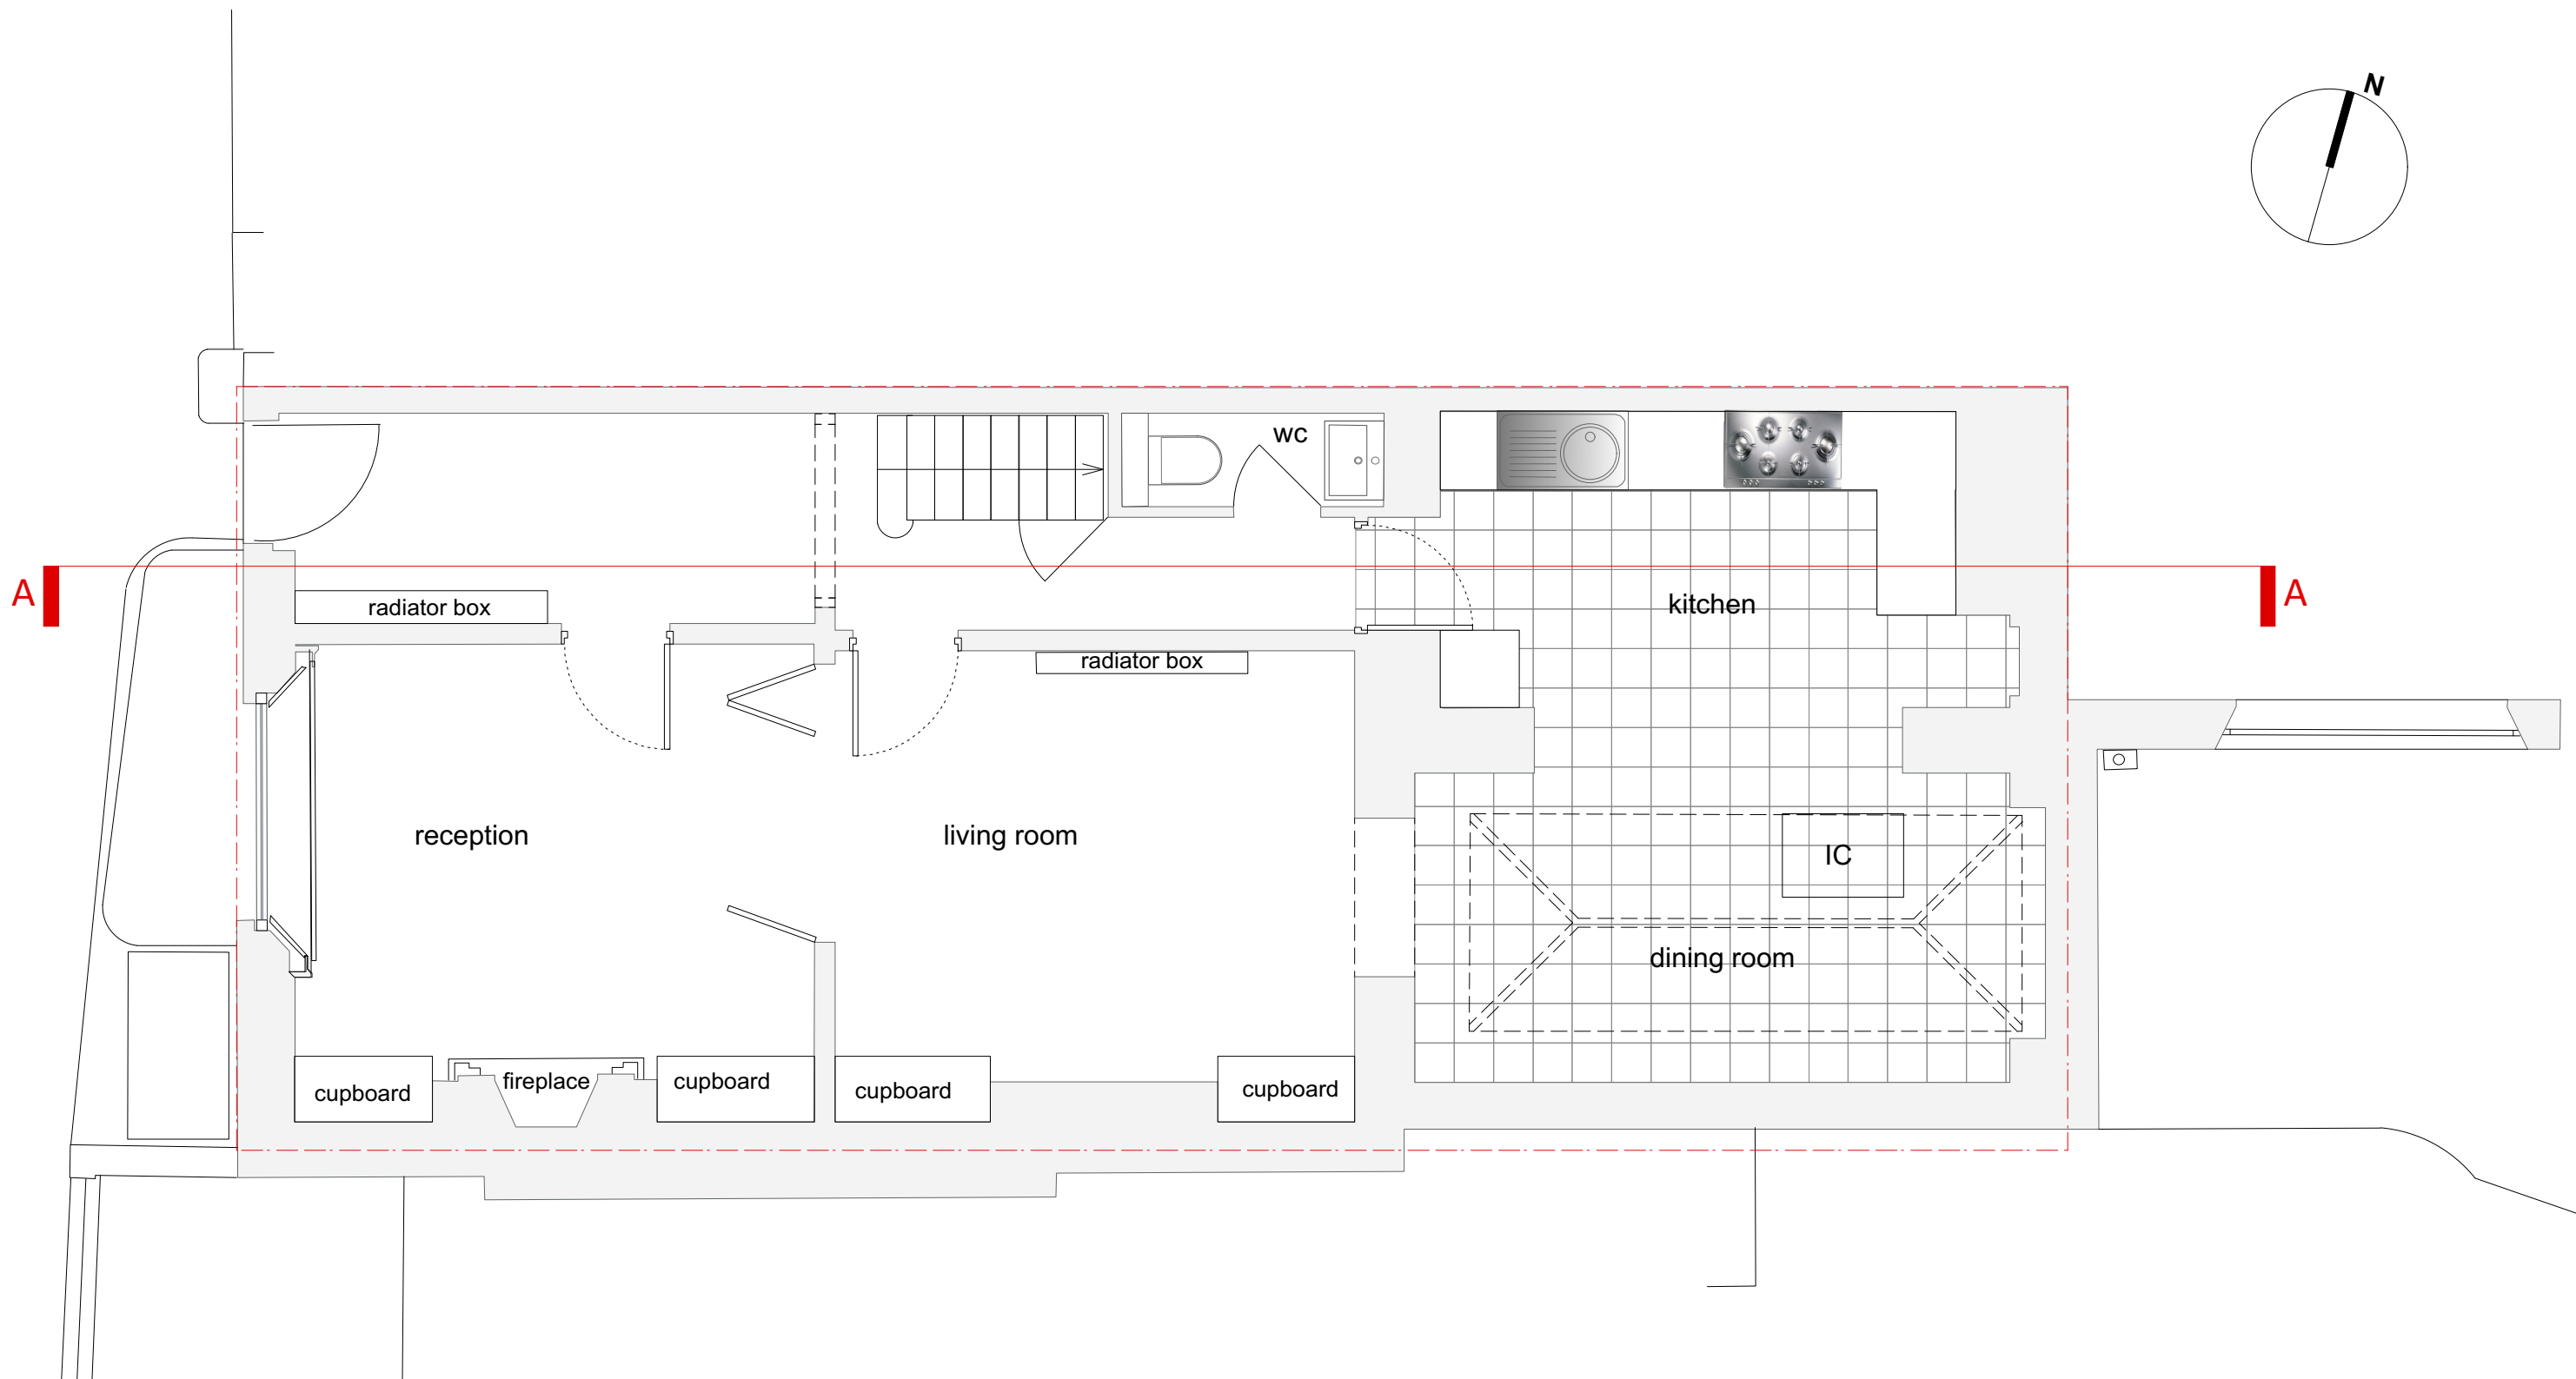 N
wc
A
A
radiator box
kitchen
radiator box
reception
living room
IC
dining room
cupboard
fireplace
cupboard
cupboard
cupboard